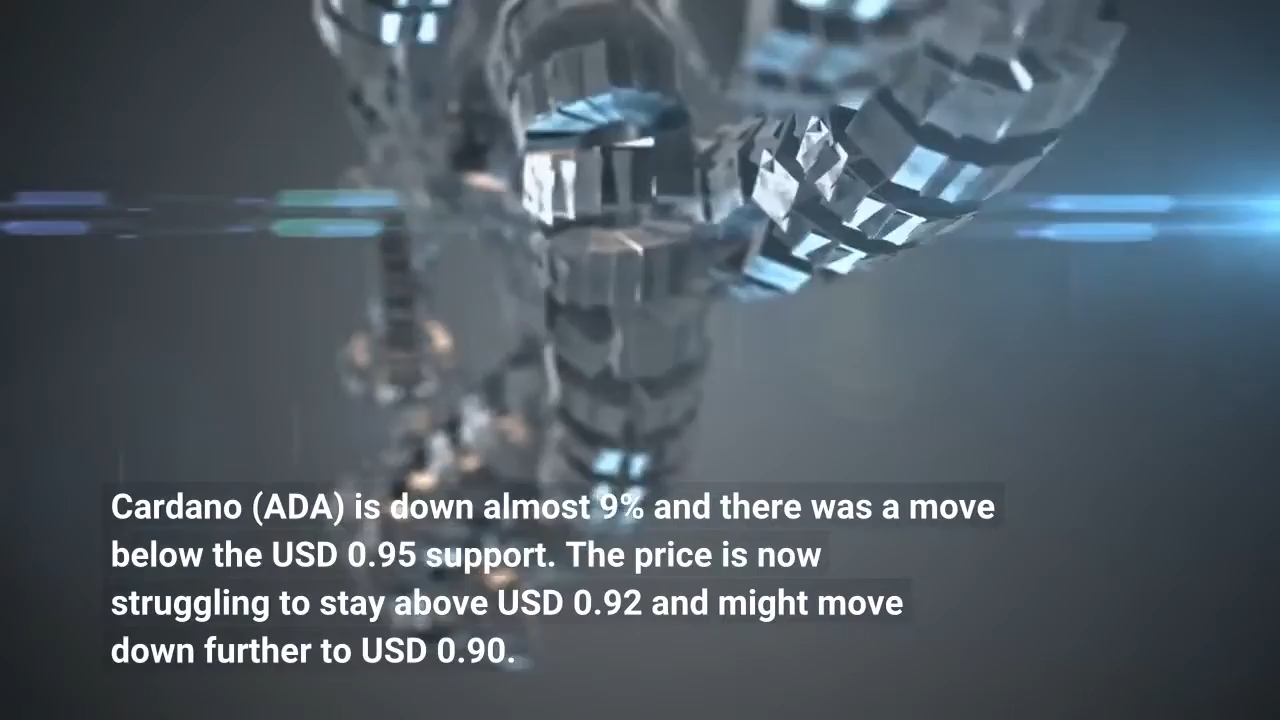 Cardano (ADA) is down almost 9% and there was a move
below the USD 0.95 support. The price is now
struggling to stay above USD 0.92 and might move
down further to USD 0.90.